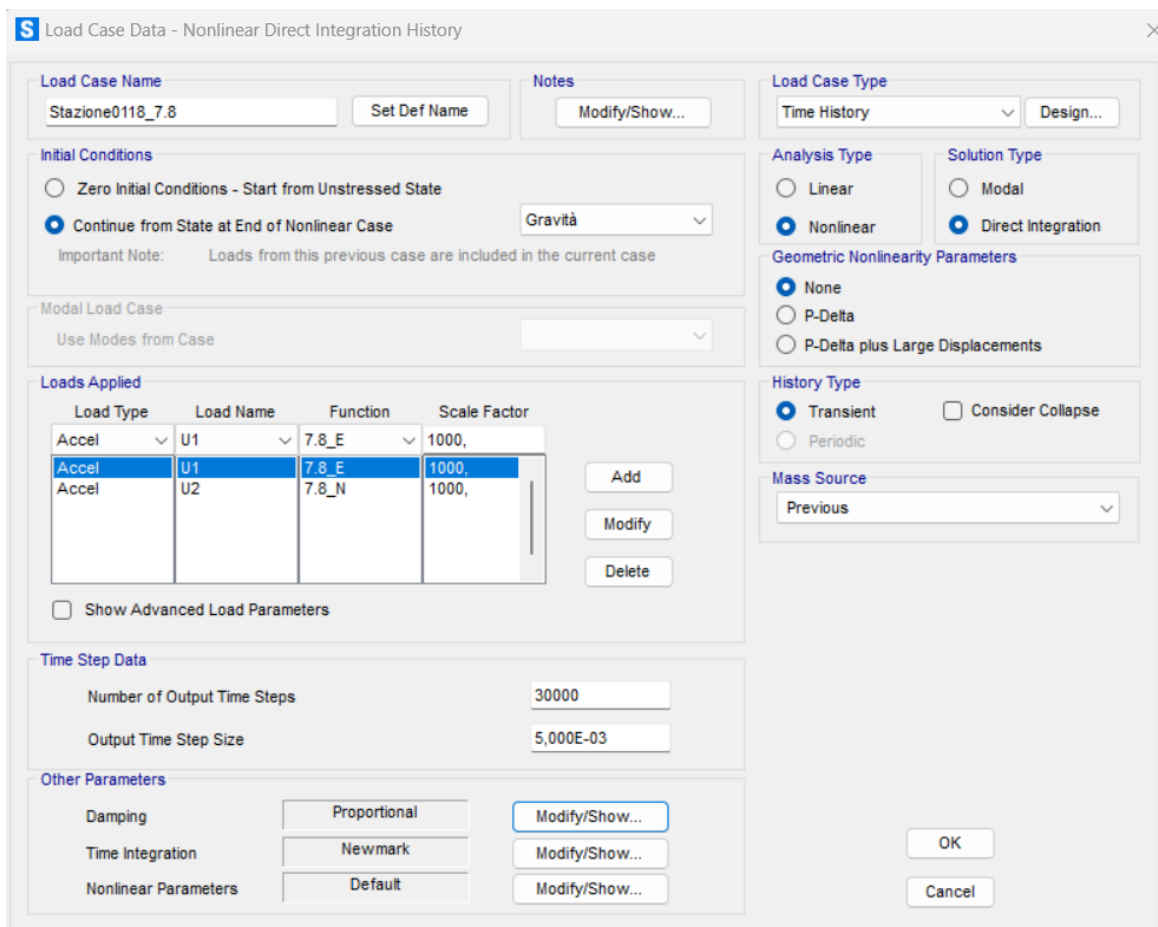 S Load Case Data - Nonlinear Direct Integration History
Load Case Name
Stazione0118_7.8
Set Def Name
Notes
Modify/Show...
Load Case Type
Time History
Design...
Initial Conditions
Zero Initial Conditions - Start from Unstressed State
Continue from State at End of Nonlinear Case
Gravità
Important Note: Loads from this previous case are included in the current case
Analysis Type
Linear
Nonlinear
Solution Type
Modal
Direct Integration
Geometric Nonlinearity Parameters
None
P-Delta
P-Delta plus Large Displacements
Modal Load Case
Use Modes from Case
Loads Applied
Load Type Load Name Function Scale Factor
Accel U1 7.8_E 1000,
Accel U1 7.8_E 1000,
Accel U2 7.8_N 1000,
Add
Modify
Delete
Show Advanced Load Parameters
History Type
Transient
Consider Collapse
Periodic
Mass Source
Previous
Time Step Data
Number of Output Time Steps 30000
Output Time Step Size 5,000E-03
Other Parameters
Damping Proportional Modify/Show...
Time Integration Newmark Modify/Show...
Nonlinear Parameters Default Modify/Show...
OK
Cancel